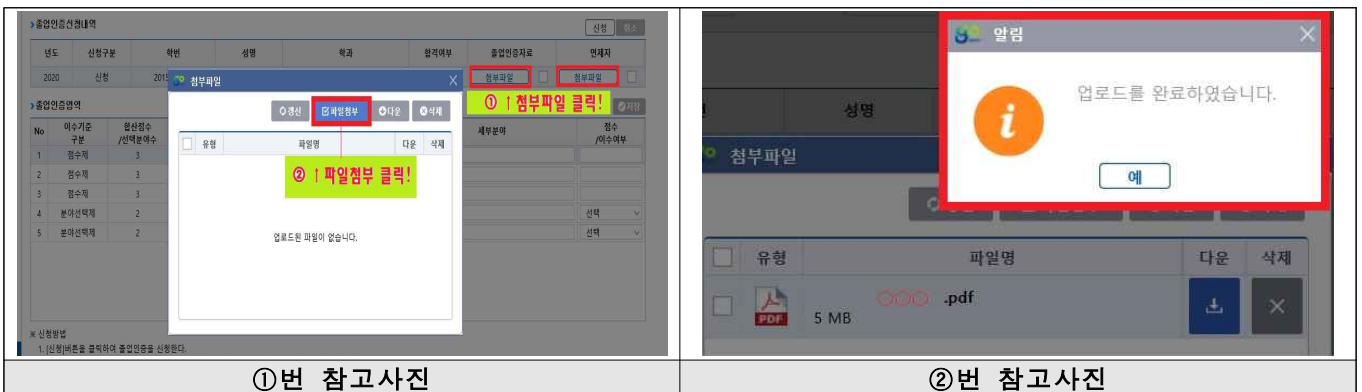 ›졸업인증신청내역
신청 취소
년도 신청구분 학번 성명 학과 합격여부 졸업인증자료 면제자
2020 신청 2015 첨부파일 첨부파일
첨부파일
① ↑ 첨부파일 클릭!
›졸업인증영역
저장
갱신 파일첨부 다운 삭제
No 이수기준 구분 합산점수 /선택분야수 세부분야 점수 /이수여부
유형 파일명 다운 삭제
② ↑ 파일첨부 클릭!
1 점수제 3
2 점수제 3
3 점수제 3
4 분야선택제 2 선택
5 분야선택제 2 선택
업로드된 파일이 없습니다.
※ 신청방법
1. [신청]버튼을 클릭하여 졸업인증을 신청한다.
①번 참고사진
알림
업로드를 완료하였습니다.
예
성명
첨부파일
유형 파일명 다운 삭제
PDF 5 MB ○○○ .pdf
②번 참고사진